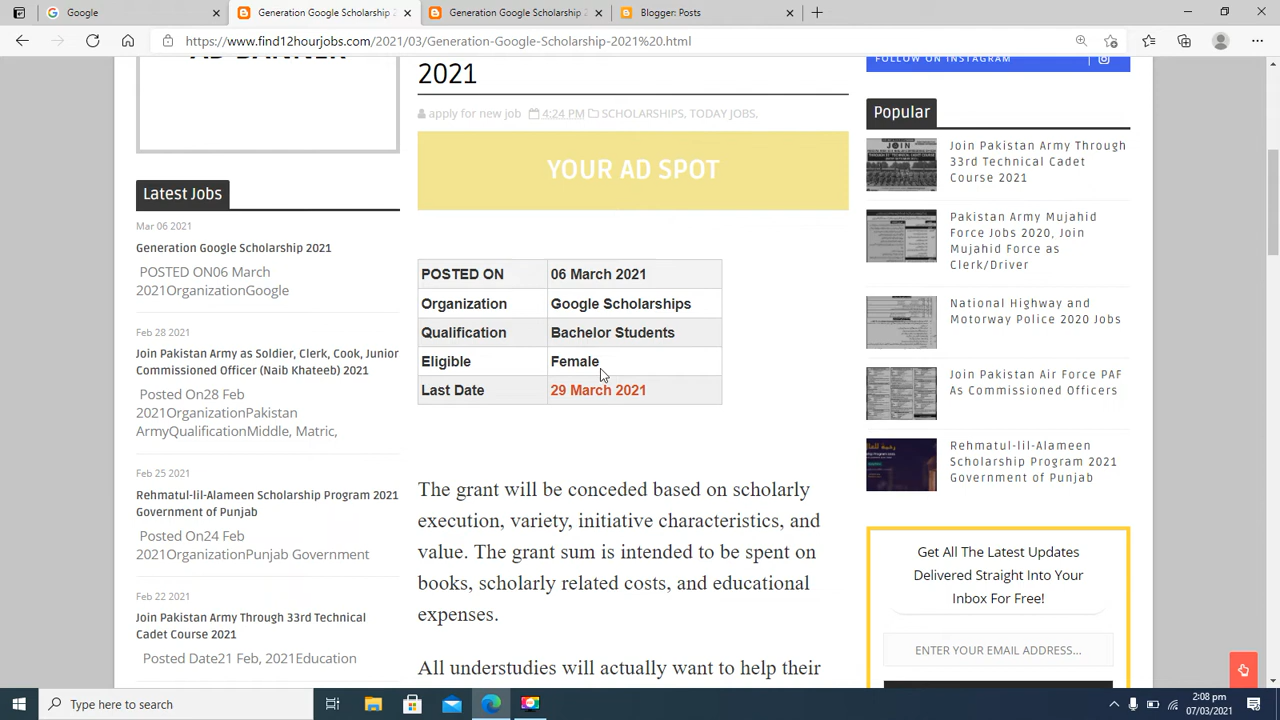 Google
Generation Google Scholarship 2
Generation Google Scholarship 2
Blogger: Posts
https://www.find12hourjobs.com/2021/03/Generation-Google-Scholarship-2021%20.html
AD BANNER
Latest Jobs
Mar 06 2021
Generation Google Scholarship 2021
POSTED ON06 March
2021OrganizationGoogle
Feb 28 2021
Join Pakistan Army as Soldier, Clerk, Cook, Junior
Commissioned Officer (Naib Khateeb) 2021
Posted On28 Feb
2021OrganizationPakistan
ArmyQualificationMiddle, Matric,
Feb 2 2021
Rehmatul-lil-Alameen Scholarship Program 2021
Government of Punjab
Posted On24 Feb
2021OrganizationPunjab Government
Feb 22 2021
Join Pakistan Army Through 33rd Technical
Cadet Course 2021
Posted Date21 Feb, 2021Education
2021
apply for new job 4:24 PM SCHOLARSHIPS, TODAY JOBS,
YOUR SPOT
POSTED ON 06 March 2021
Organization Google Scholarships
Qualification Bachelor Students
Eligible Female
Last Date 29 March 2021
The grant will be conceded based on scholarly
execution, variety, initiative characteristics, and
value. The grant sum is intended to be spent on
books, scholarly related costs, and educational
expenses.
All understudies will actually want to help their
FOLLOW ON INSTAGRAM
Popular
JOIN
Join Pakistan Army Through
33rd Technical Cadet
Course 2021
Pakistan Army Mujahid
Force Jobs 2020, Join
Mujahid Force as
Clerk/Driver
National Highway and
Motorway Police 2020 Jobs
Join Pakistan Air Force PAF
As Commissioned Officers
Rehmatul-lil-Alameen
Scholarship Program 2021
Government of Punjab
Get All The Latest Updates
Delivered Straight Into Your
Inbox For Free!
ENTER YOUR EMAIL ADDRESS...
Type here to search
2:08 pm
07/03/2021